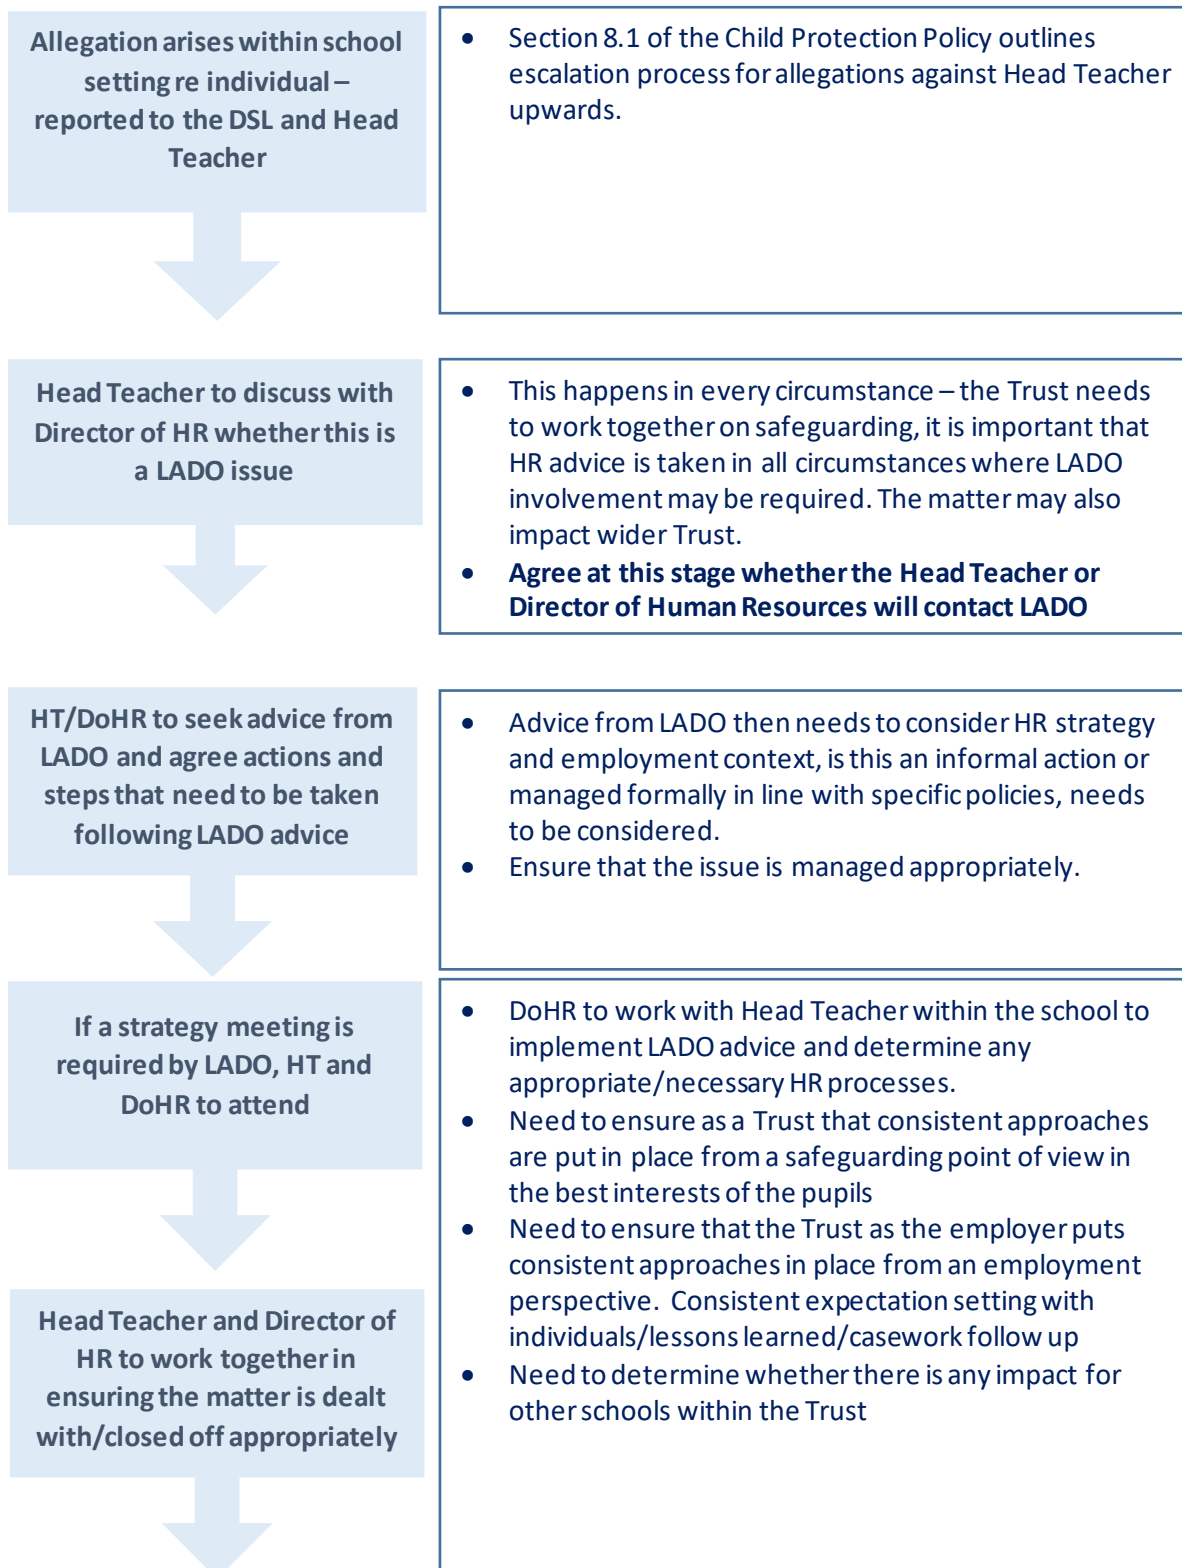 Allegation arises within school
setting re individual –
reported to the DSL and Head
Teacher
• Section 8.1 of the Child Protection Policy outlines
escalation process for allegations against Head Teacher
upwards.
Head Teacher to discuss with
Director of HR whether this is
a LADO issue
• This happens in every circumstance – the Trust needs
to work together on safeguarding, it is important that
HR advice is taken in all circumstances where LADO
involvement may be required. The matter may also
impact wider Trust.
• Agree at this stage whether the Head Teacher or
Director of Human Resources will contact LADO
HT/DoHR to seek advice from
LADO and agree actions and
steps that need to be taken
following LADO advice
• Advice from LADO then needs to consider HR strategy
and employment context, is this an informal action or
managed formally in line with specific policies, needs
to be considered.
• Ensure that the issue is managed appropriately.
If a strategy meeting is
required by LADO, HT and
DoHR to attend
• DoHR to work with Head Teacher within the school to
implement LADO advice and determine any
appropriate/necessary HR processes.
• Need to ensure as a Trust that consistent approaches
are put in place from a safeguarding point of view in
the best interests of the pupils
• Need to ensure that the Trust as the employer puts
consistent approaches in place from an employment
perspective. Consistent expectation setting with
individuals/lessons learned/casework follow up
• Need to determine whether there is any impact for
other schools within the Trust
Head Teacher and Director of
HR to work together in
ensuring the matter is dealt
with/closed off appropriately